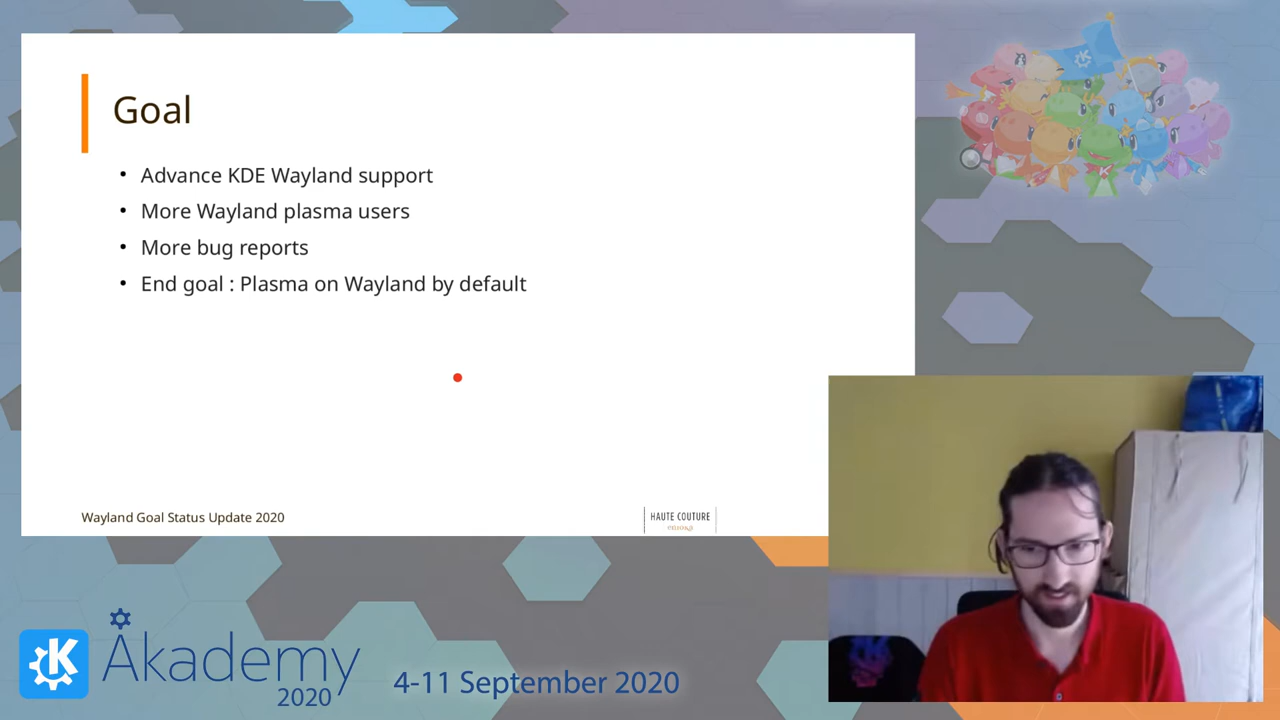 Goal
• Advance KDE Wayland support
• More Wayland plasma users
• More bug reports
• End goal : Plasma on Wayland by default
Wayland Goal Status Update 2020
HAUTE COUTURE
Akademy
2020
4-11 September 2020